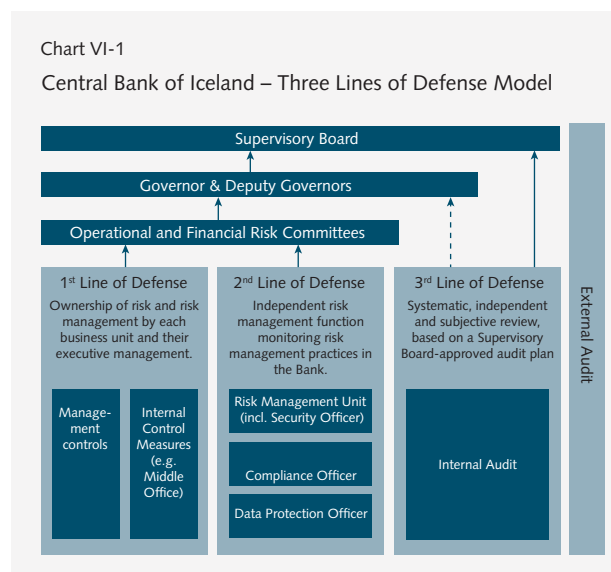 Chart VI-1
Central Bank of Iceland – Three Lines of Defense Model
Supervisory Board
Governor & Deputy Governors
Operational and Financial Risk Committees
1st Line of Defense
Ownership of risk and risk
management by each
business unit and their
executive management.
Manage-
ment
controls
Internal
Control
Measures
(e.g.
Middle
Office)
2nd Line of Defense
Independent risk
management function
monitoring risk
management practices in
the Bank.
Risk Management Unit
(incl. Security Officer)
Compliance Officer
Data Protection Officer
3rd Line of Defense
Systematic, independent
and subjective review,
based on a Supervisory
Board-approved audit plan
Internal Audit
External Audit